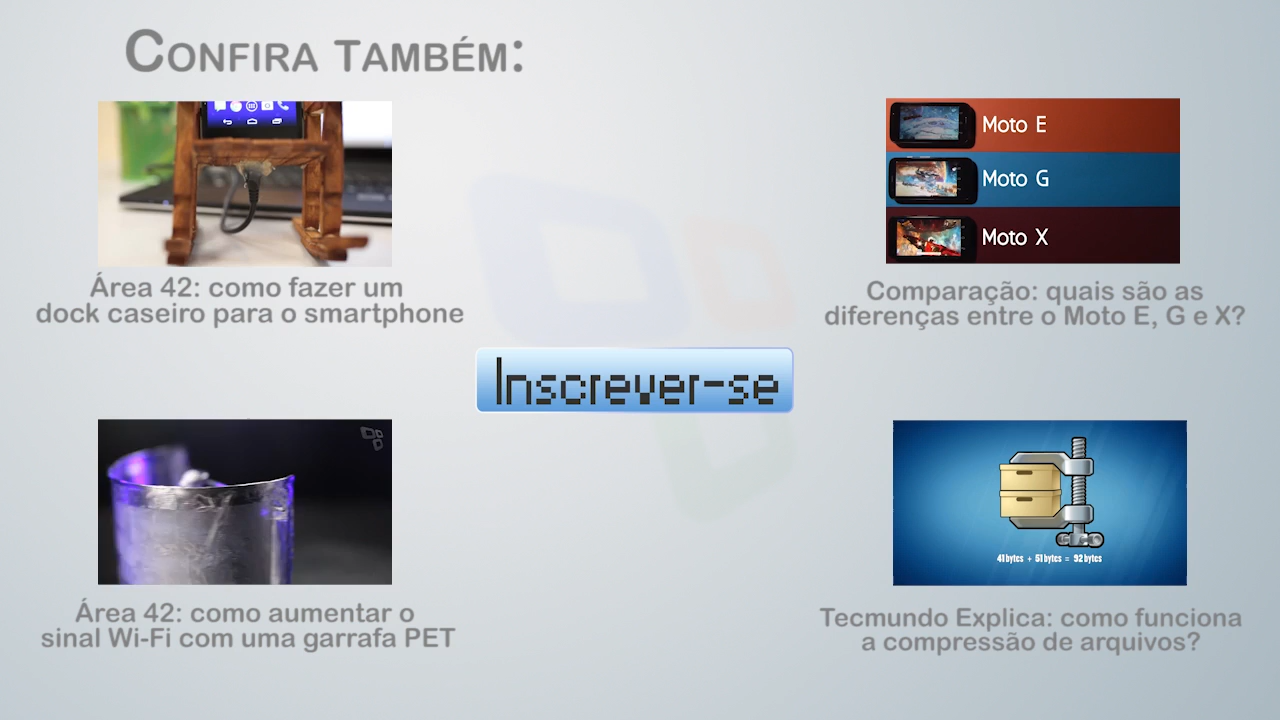 Confira Também:
Área 42: como fazer um
dock caseiro para o smartphone
Moto E
Moto G
Moto X
Comparação: quais são as
diferenças entre o Moto E, G e X?
Inscrever-se
Área 42: como aumentar o
sinal Wi-Fi com uma garrafa PET
41 bytes + 51 bytes = 92 bytes
Tecmundo Explica: como funciona
a compressão de arquivos?